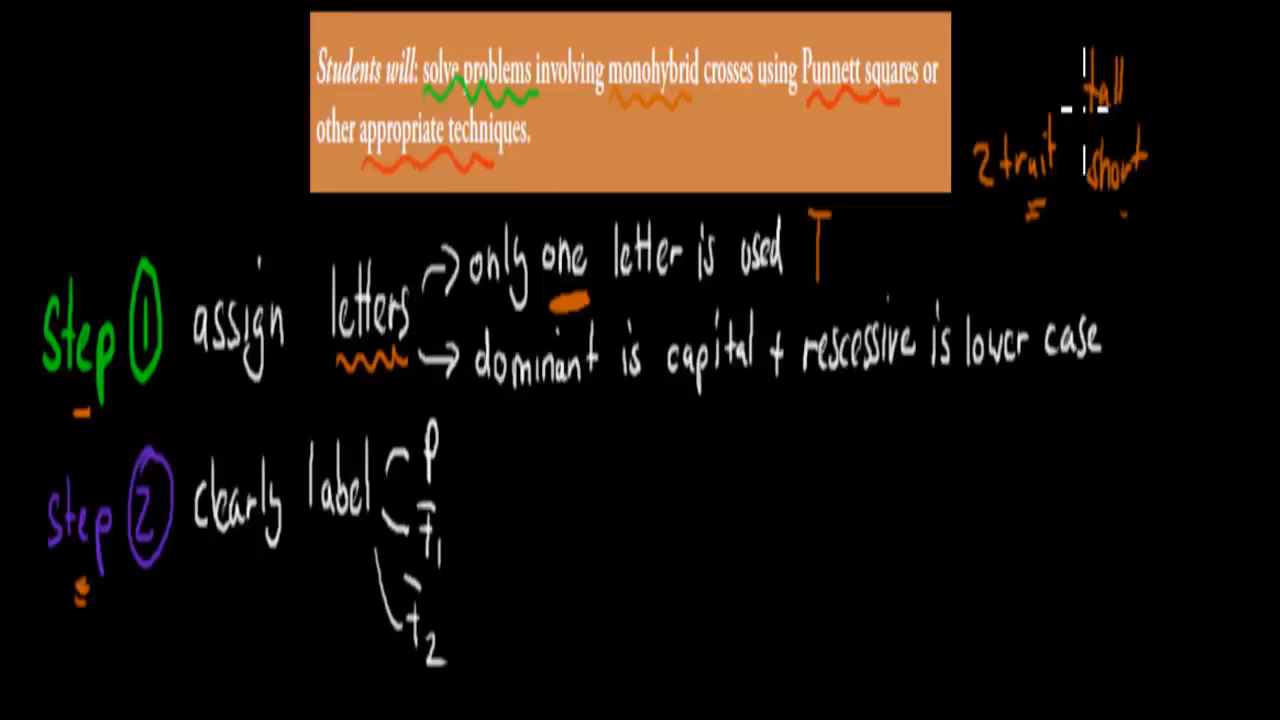 Students will: solve problems involving monohybrid crosses using Punnett squares or
other appropriate techniques.
tall
2 trait short
Step 1 assign letters → only one letter is used T
→ dominant is capital + rescessive is lower case
step 2 clearly label P
F1
F2